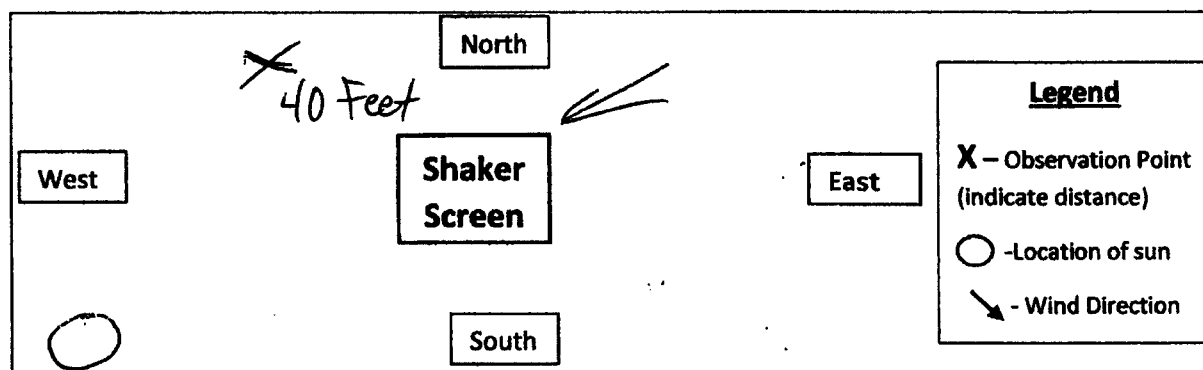 North
X
40 Feet
Shaker
Screen
West
East
South
Legend
X – Observation Point
(indicate distance)
-Location of sun
- Wind Direction